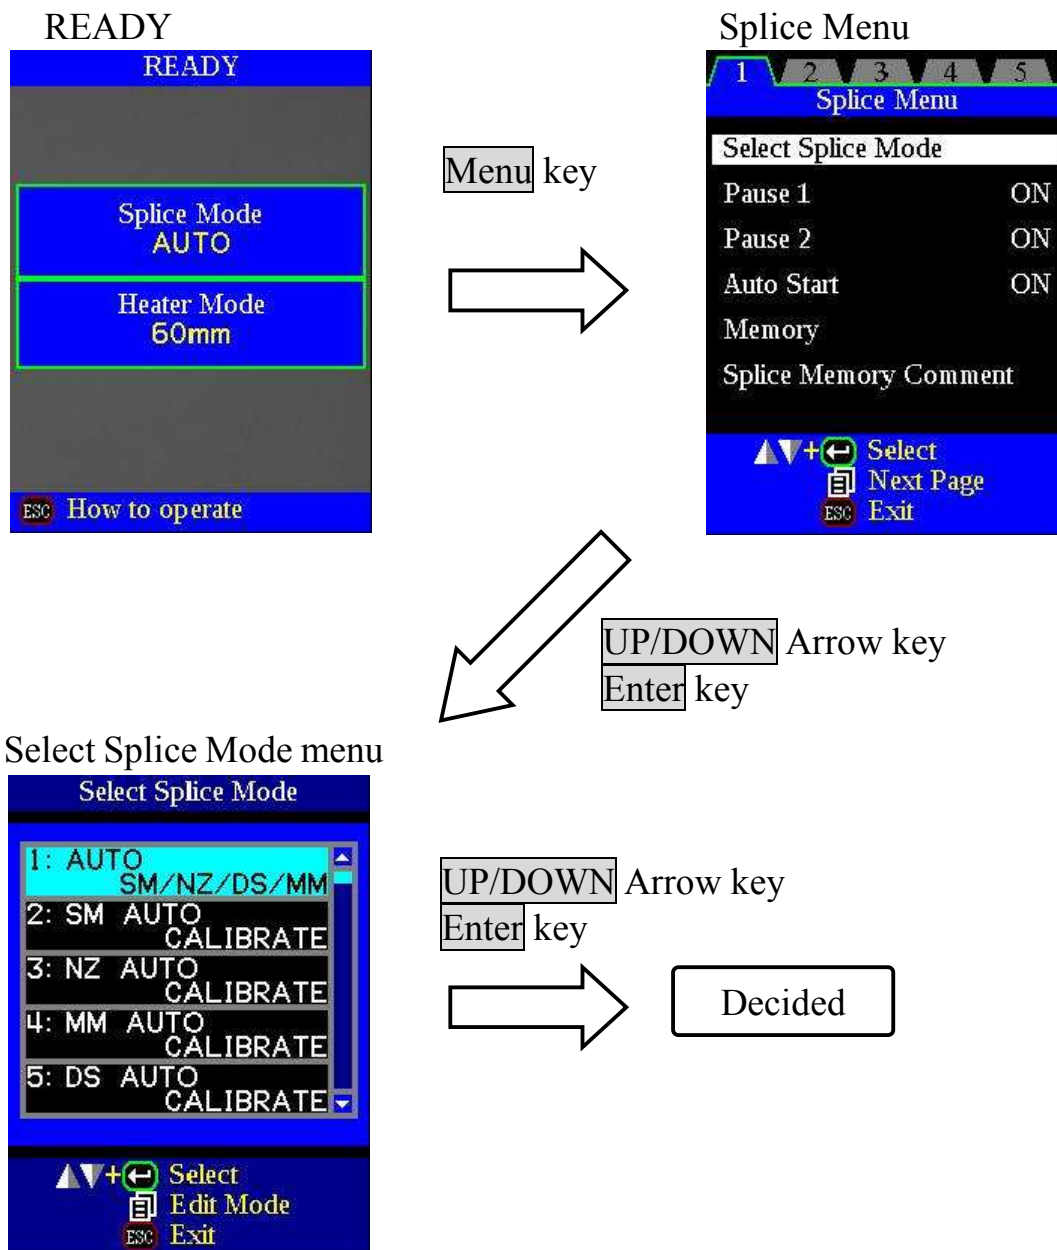 READY
READY
Splice Mode
AUTO
Heater Mode
60mm
ESC How to operate
Menu key
Splice Menu
1 2 3 4 5
Splice Menu
Select Splice Mode
Pause 1 ON
Pause 2 ON
Auto Start ON
Memory
Splice Memory Comment
+ Select
Next Page
ESC Exit
UP/DOWN Arrow key
Enter key
Select Splice Mode menu
Select Splice Mode
1: AUTO
SM/NZ/DS/MM
2: SM AUTO
CALIBRATE
3: NZ AUTO
CALIBRATE
4: MM AUTO
CALIBRATE
5: DS AUTO
CALIBRATE
+ Select
Edit Mode
ESC Exit
UP/DOWN Arrow key
Enter key
Decided